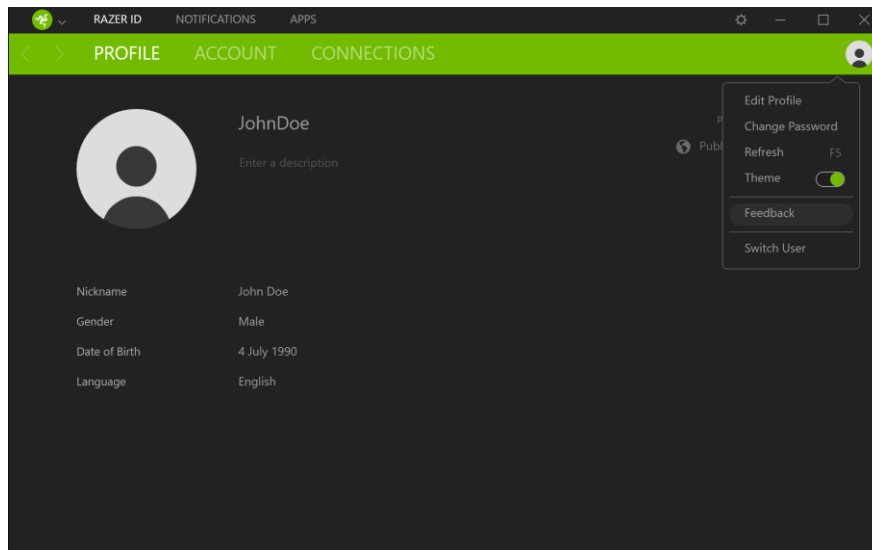 RAZER ID NOTIFICATIONS APPS
PROFILE ACCOUNT CONNECTIONS
Edit Profile
JohnDoe
P
Change Password
Publ
Refresh F5
Enter a description
Theme
Feedback
Switch User
Nickname John Doe
Gender Male
Date of Birth 4 July 1990
Language English